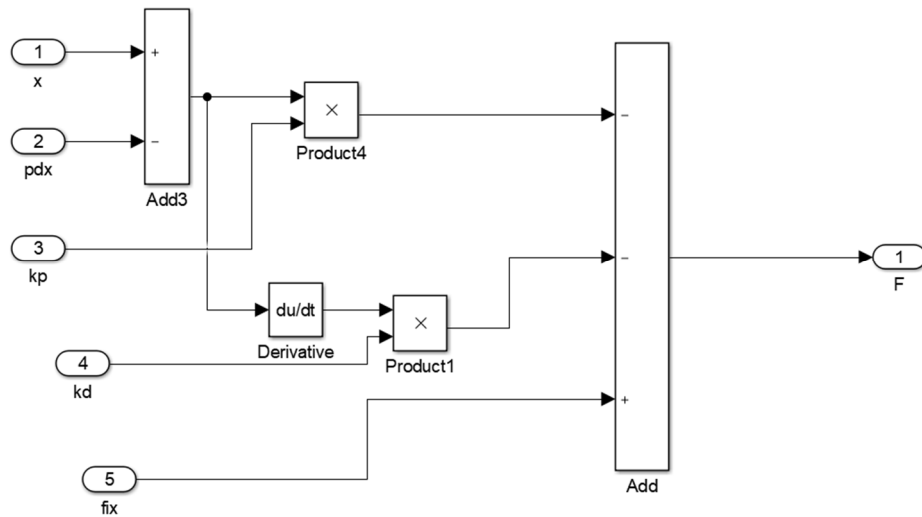 1
x
2
pdx
+
−
Add3
×
Product4
3
kp
du/dt
Derivative
×
Product1
4
kd
5
fix
−
−
+
Add
1
F